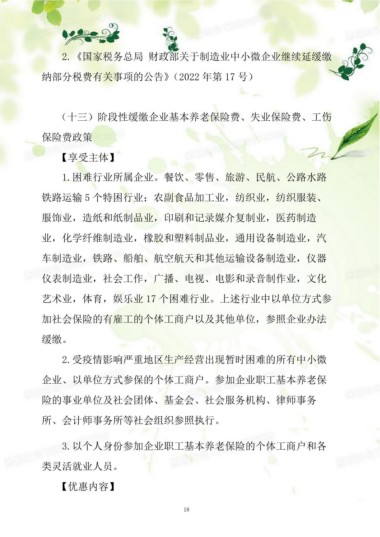 2.《国家税务总局 财政部关于制造业中小微企业继续延缓缴
纳部分税费有关事项的公告》（2022 年第 17 号）
（十三）阶段性缓缴企业基本养老保险费、失业保险费、工伤
保险费政策
【享受主体】
1.困难行业所属企业。餐饮、零售、旅游、民航、公路水路
铁路运输 5 个特困行业；农副食品加工业，纺织业，纺织服装、
服饰业，造纸和纸制品业，印刷和记录媒介复制业，医药制造
业，化学纤维制造业，橡胶和塑料制品业，通用设备制造业，汽
车制造业，铁路、船舶、航空航天和其他运输设备制造业，仪器
仪表制造业，社会工作，广播、电视、电影和录音制作业，文化
艺术业，体育，娱乐业 17 个困难行业。上述行业中以单位方式参
加社会保险的有雇工的个体工商户以及其他单位，参照企业办法
缓缴。
2.受疫情影响严重地区生产经营出现暂时困难的所有中小微
企业、以单位方式参保的个体工商户。参加企业职工基本养老保
险的事业单位及社会团体、基金会、社会服务机构、律师事务
所、会计师事务所等社会组织参照执行。
3.以个人身份参加企业职工基本养老保险的个体工商户和各
类灵活就业人员。
【优惠内容】
18